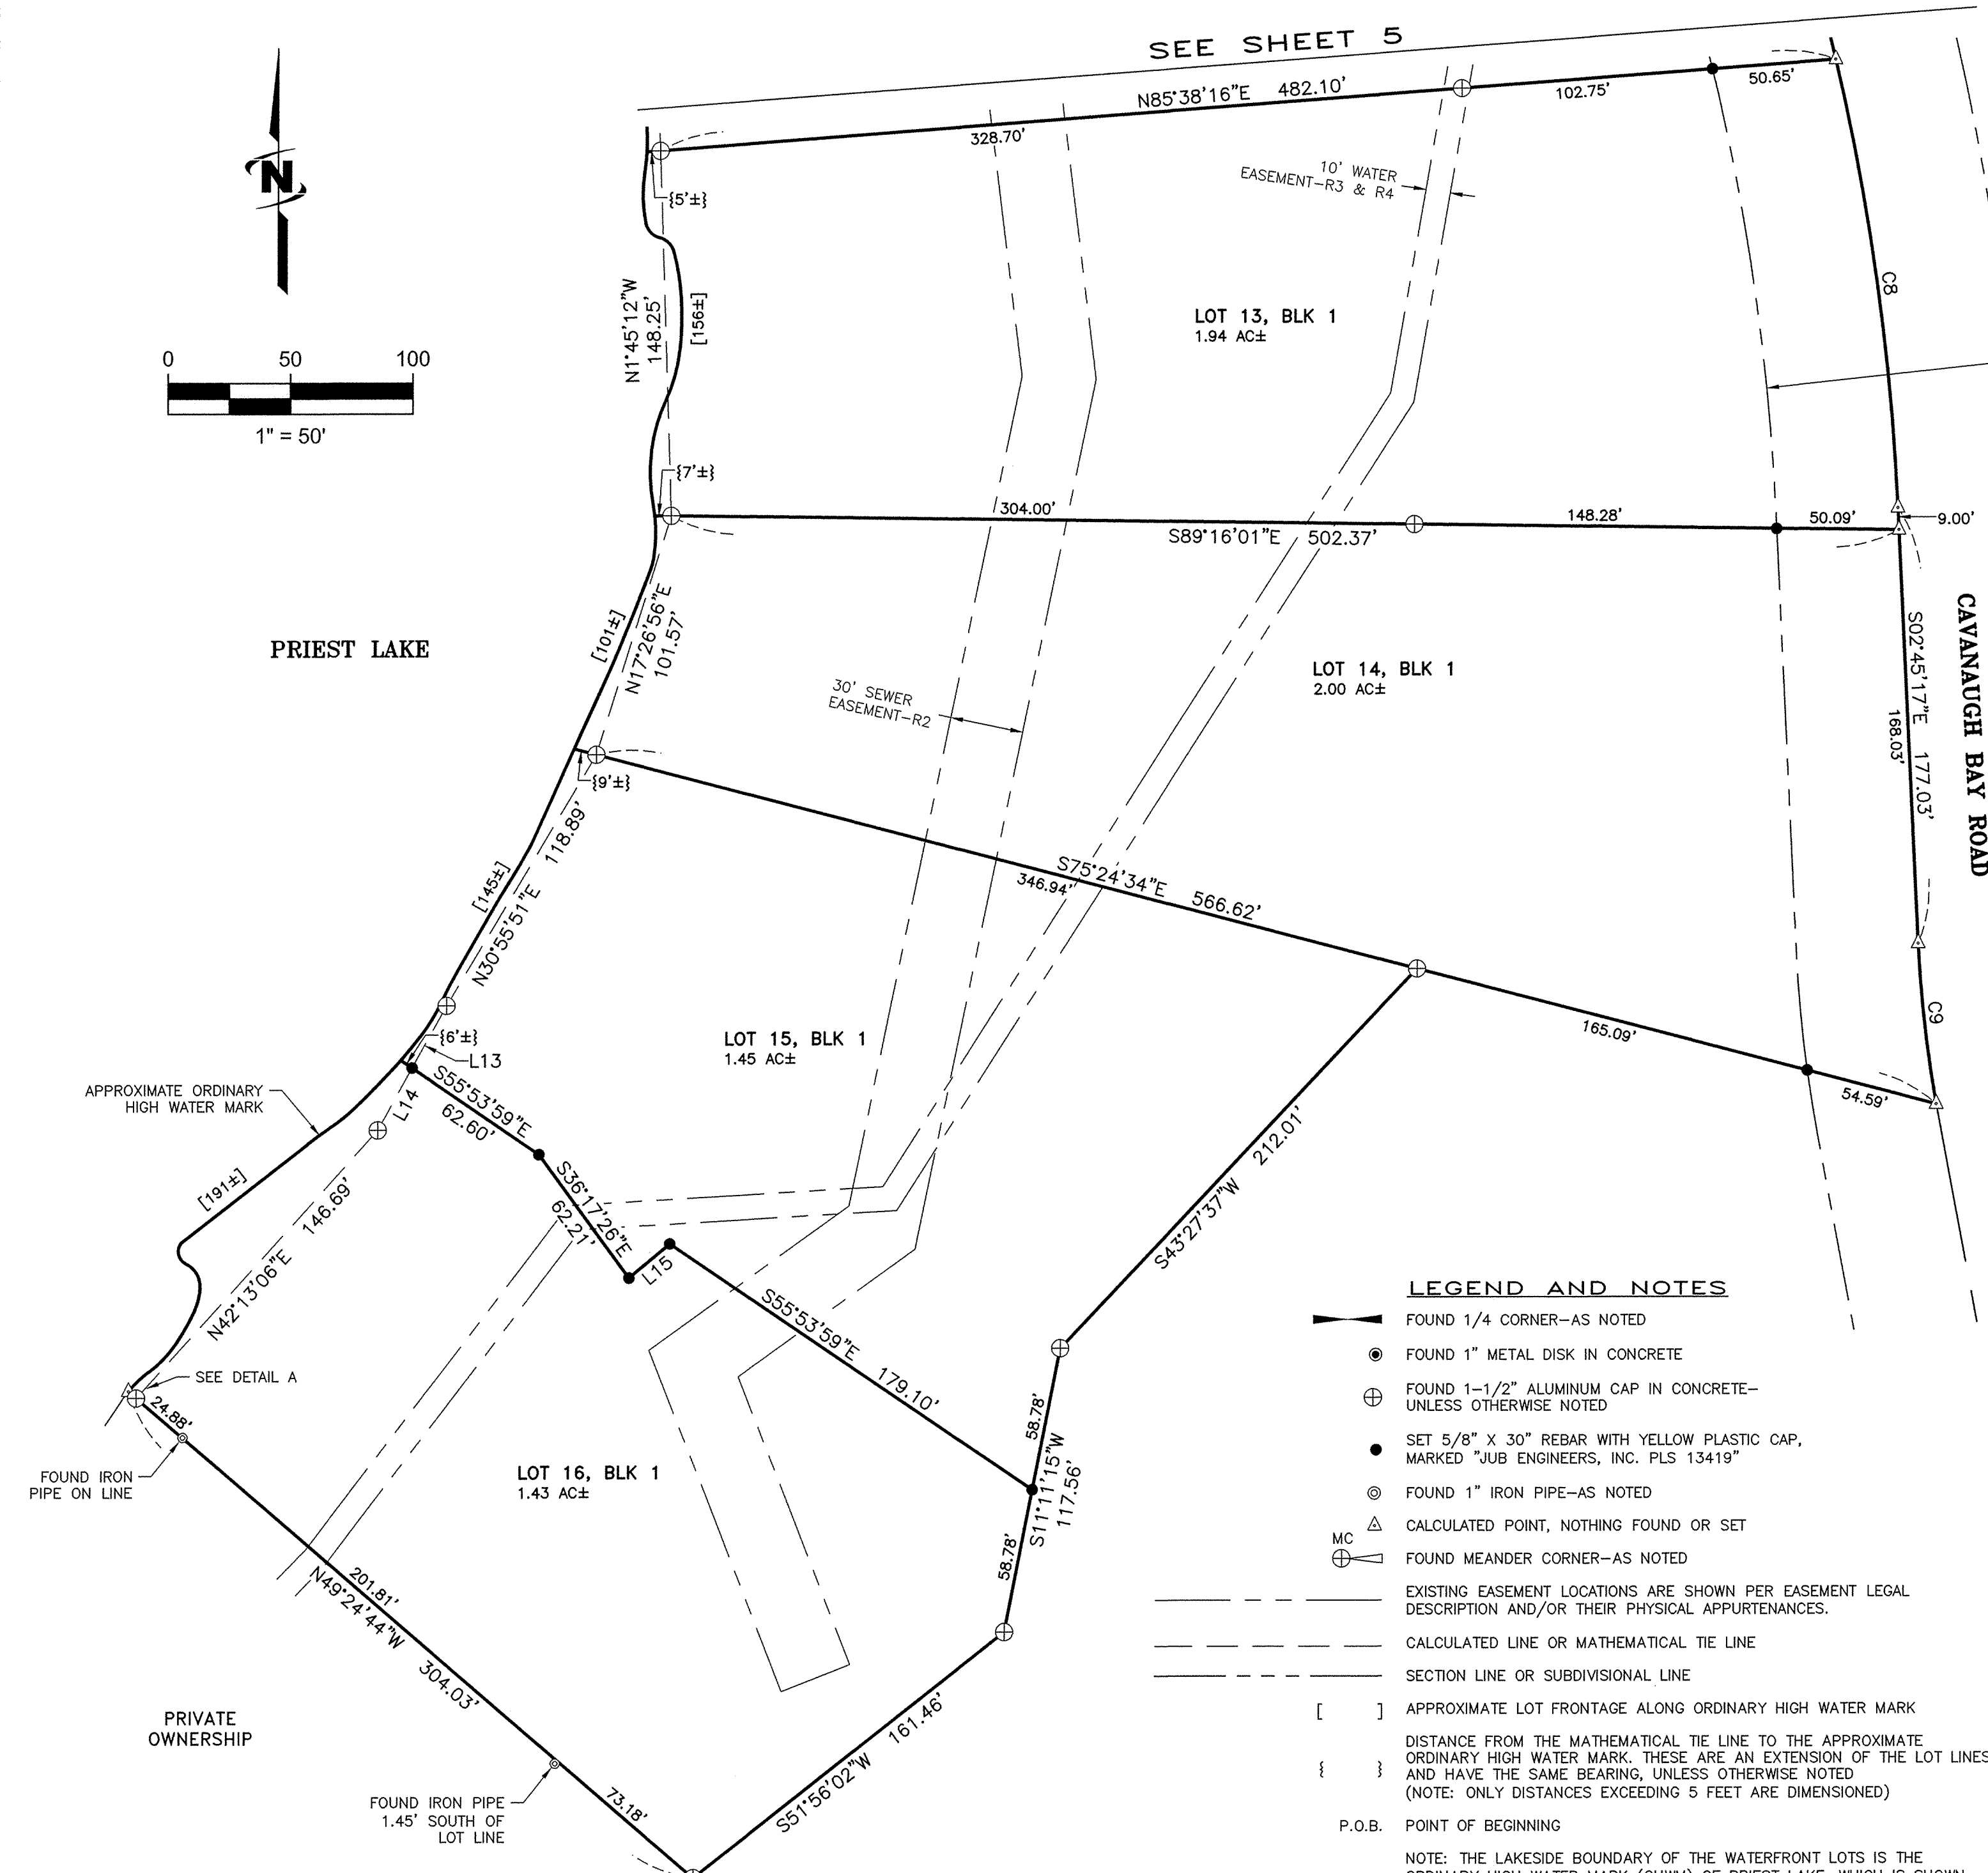 SEE SHEET 5
N85°38'16"E 482.10'
328.70'
102.75'
50.65'
N
0 50 100
1" = 50'
{5'±}
10' WATER
EASEMENT-R3 & R4
N1°45'12"W
148.25'
[156±]
LOT 13, BLK 1
1.94 AC±
C8
{7'±}
304.00'
148.28'
50.09'
9.00'
S89°16'01"E 502.37'
PRIEST LAKE
[101±]
N17°26'56"E
101.57'
LOT 14, BLK 1
2.00 AC±
S02°45'17"E 177.03'
168.03'
CAVANAUGH BAY ROAD
30' SEWER
EASEMENT-R2
{9'±}
S75°24'34"E 566.62'
346.94'
165.09'
54.59'
C9
[145±]
N30°55'51"E 118.89'
LOT 15, BLK 1
1.45 AC±
{6'±}
L13
L14
APPROXIMATE ORDINARY
HIGH WATER MARK
S55°53'59"E
62.60'
S36°17'26"E
62.21'
L15
S43°27'37"W 212.01'
[191±]
N42°13'06"E 146.69'
S55°53'59"E 179.10'
SEE DETAIL A
24.88'
FOUND IRON
PIPE ON LINE
LOT 16, BLK 1
1.43 AC±
58.78'
S11°11'15"W
117.56'
58.78'
201.81'
N49°24'44"W 304.03'
PRIVATE
OWNERSHIP
S51°56'02"W 161.46'
73.18'
FOUND IRON PIPE
1.45' SOUTH OF
LOT LINE
LEGEND AND NOTES
FOUND 1/4 CORNER-AS NOTED
FOUND 1" METAL DISK IN CONCRETE
FOUND 1-1/2" ALUMINUM CAP IN CONCRETE-
UNLESS OTHERWISE NOTED
SET 5/8" X 30" REBAR WITH YELLOW PLASTIC CAP,
MARKED "JUB ENGINEERS, INC. PLS 13419"
FOUND 1" IRON PIPE-AS NOTED
CALCULATED POINT, NOTHING FOUND OR SET
MC
FOUND MEANDER CORNER-AS NOTED
EXISTING EASEMENT LOCATIONS ARE SHOWN PER EASEMENT LEGAL
DESCRIPTION AND/OR THEIR PHYSICAL APPURTENANCES.
CALCULATED LINE OR MATHEMATICAL TIE LINE
SECTION LINE OR SUBDIVISIONAL LINE
[ ] APPROXIMATE LOT FRONTAGE ALONG ORDINARY HIGH WATER MARK
DISTANCE FROM THE MATHEMATICAL TIE LINE TO THE APPROXIMATE
ORDINARY HIGH WATER MARK. THESE ARE AN EXTENSION OF THE LOT LINES
{ } AND HAVE THE SAME BEARING, UNLESS OTHERWISE NOTED
(NOTE: ONLY DISTANCES EXCEEDING 5 FEET ARE DIMENSIONED)
P.O.B. POINT OF BEGINNING
NOTE: THE LAKESIDE BOUNDARY OF THE WATERFRONT LOTS IS THE
ORDINARY HIGH WATER MARK (OHWM) OF PRIEST LAKE, WHICH IS SHOWN